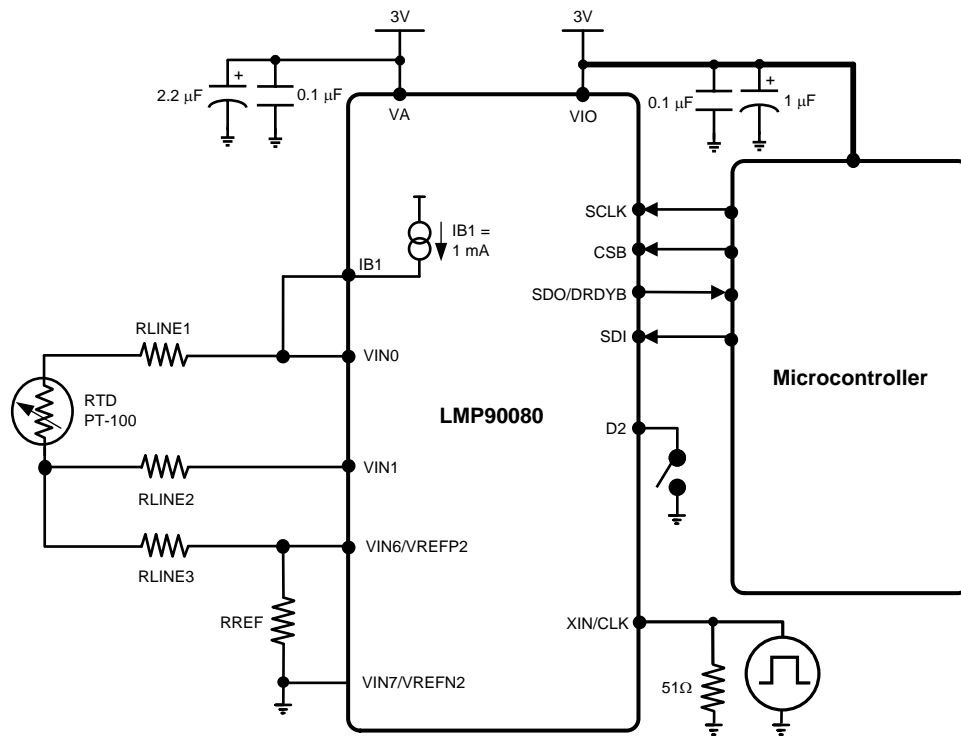 3V
3V
2.2 µF
+
0.1 µF
0.1 µF
+
1 µF
VA
VIO
IB1 =
1 mA
IB1
SCLK
CSB
SDO/DRDYB
SDI
RLINE1
VIN0
RTD
PT-100
LMP90080
Microcontroller
D2
VIN1
RLINE2
VIN6/VREFP2
RLINE3
RREF
XIN/CLK
VIN7/VREFN2
51Ω